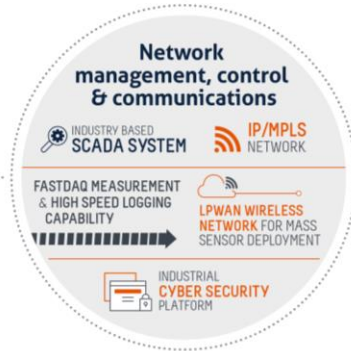 Network
management, control
& communications
INDUSTRY BASED
SCADA SYSTEM
IP/MPLS
NETWORK
FASTDAQ MEASUREMENT
& HIGH SPEED LOGGING
CAPABILITY
LPWAN WIRELESS
NETWORK FOR MASS
SENSOR DEPLOYMENT
INDUSTRIAL
CYBER SECURITY
PLATFORM